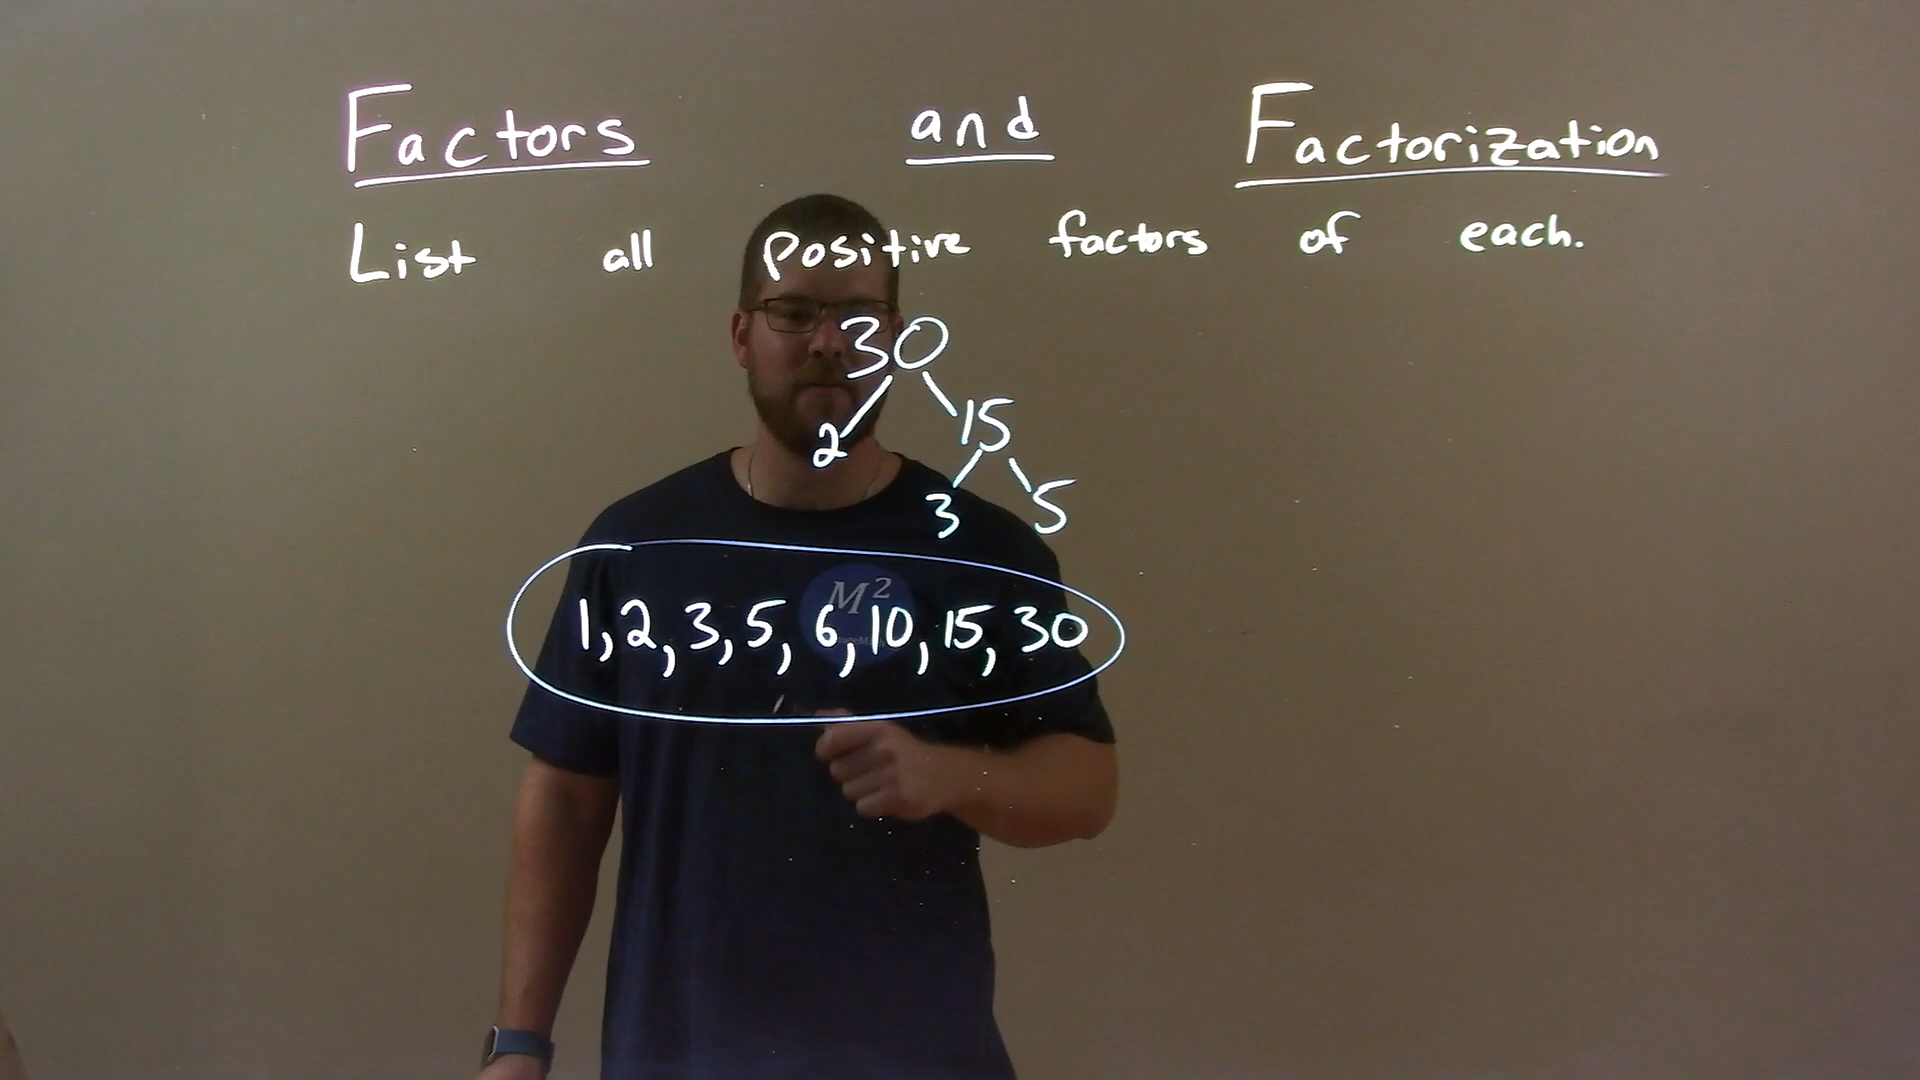 Factors and Factorization
List all positive factors of each.
30
2 15
3 5
M²
1, 2, 3, 5, 6, 10, 15, 30